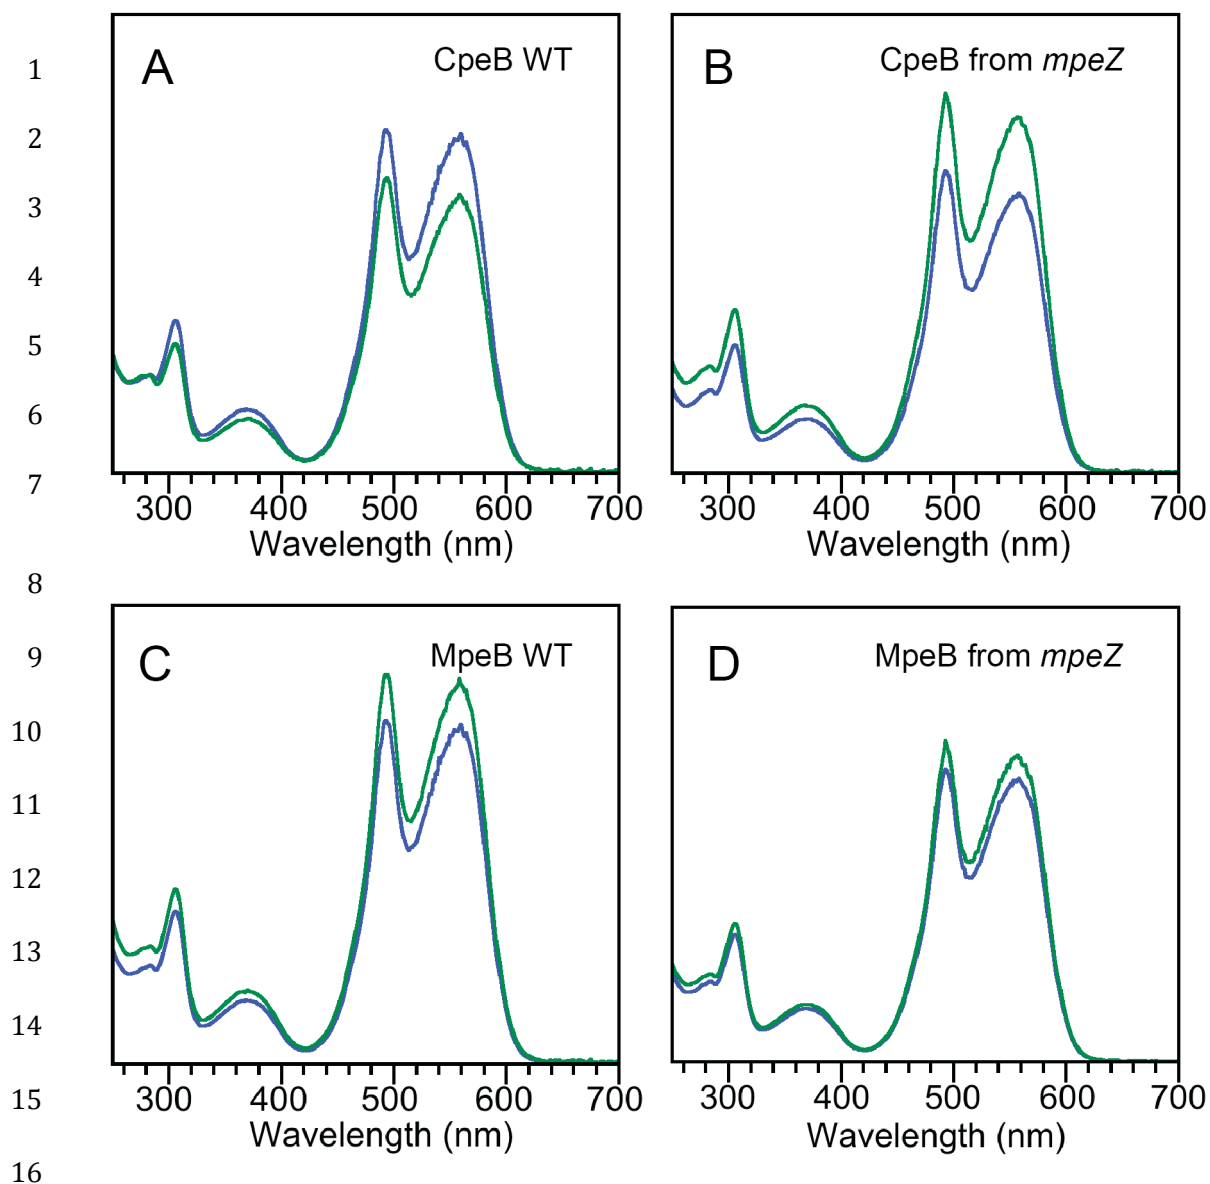 1
A CpeB WT
B CpeB from mpeZ
2
3
4
5
6
7
300 400 500 600 700
Wavelength (nm)
300 400 500 600 700
Wavelength (nm)
8
9
C MpeB WT
D MpeB from mpeZ
10
11
12
13
14
15
300 400 500 600 700
Wavelength (nm)
300 400 500 600 700
Wavelength (nm)
16